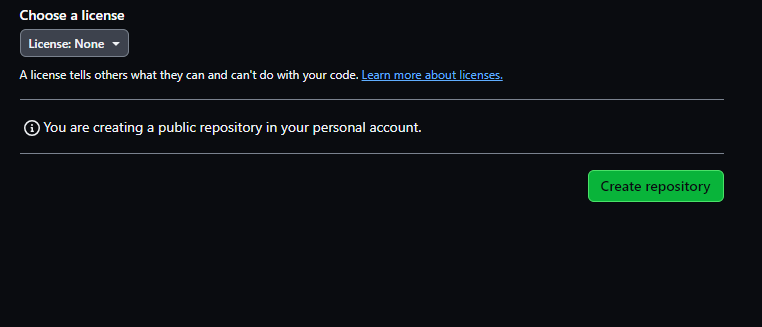 Choose a license
License: None
A license tells others what they can and can't do with your code. Learn more about licenses.
You are creating a public repository in your personal account.
Create repository